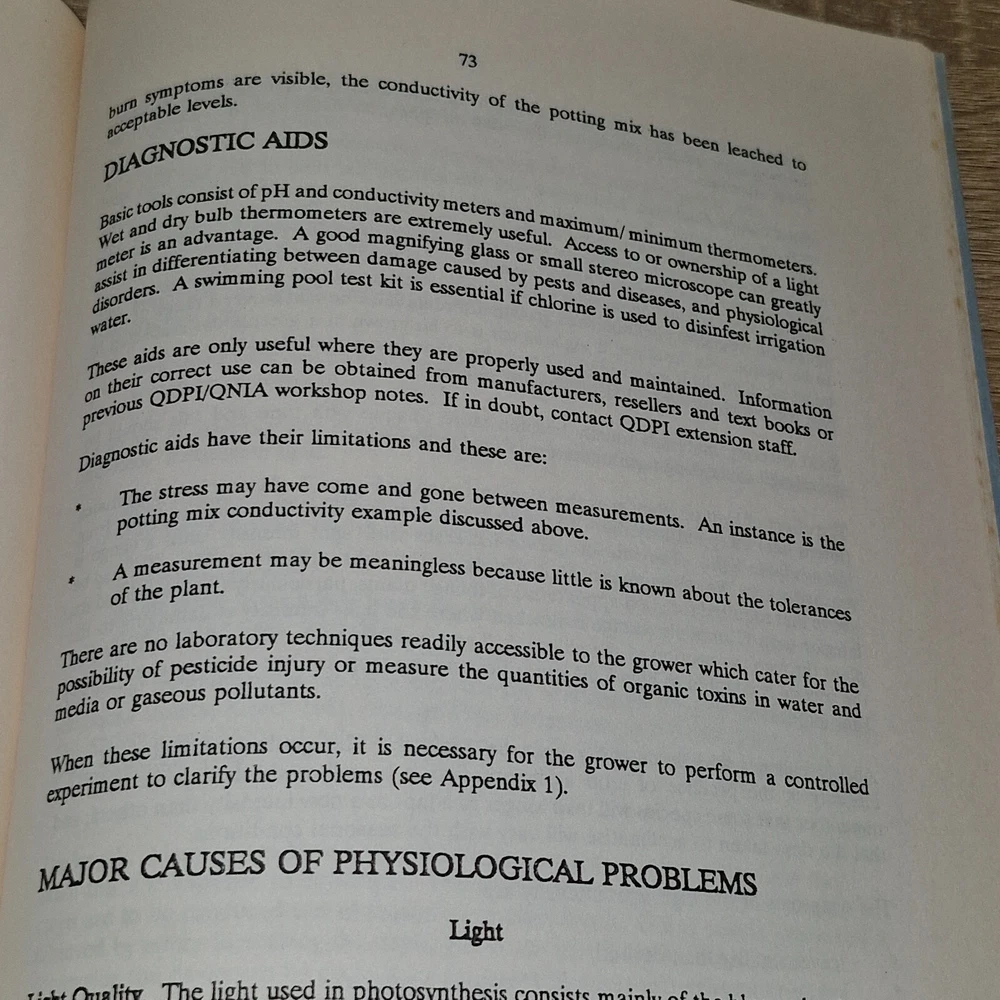 73
burn symptoms are visible, the conductivity of the potting mix has been leached to
acceptable levels.
DIAGNOSTIC AIDS
Basic tools consist of pH and conductivity meters and maximum/ minimum thermometers.
Wet and dry bulb thermometers are extremely useful. Access to or ownership of a light
meter is an advantage. A good magnifying glass or small stereo microscope can greatly
assist in differentiating between damage caused by pests and diseases, and physiological
disorders. A swimming pool test kit is essential if chlorine is used to disinfest irrigation
water.
These aids are only useful where they are properly used and maintained. Information
on their correct use can be obtained from manufacturers, resellers and text books or
previous QDPI/QNIA workshop notes. If in doubt, contact QDPI extension staff.
Diagnostic aids have their limitations and these are:
* The stress may have come and gone between measurements. An instance is the
potting mix conductivity example discussed above.
* A measurement may be meaningless because little is known about the tolerances
of the plant.
There are no laboratory techniques readily accessible to the grower which cater for the
possibility of pesticide injury or measure the quantities of organic toxins in water and
media or gaseous pollutants.
When these limitations occur, it is necessary for the grower to perform a controlled
experiment to clarify the problems (see Appendix 1).
MAJOR CAUSES OF PHYSIOLOGICAL PROBLEMS
Light
Light Quality The light used in photosynthesis consists mainly of the